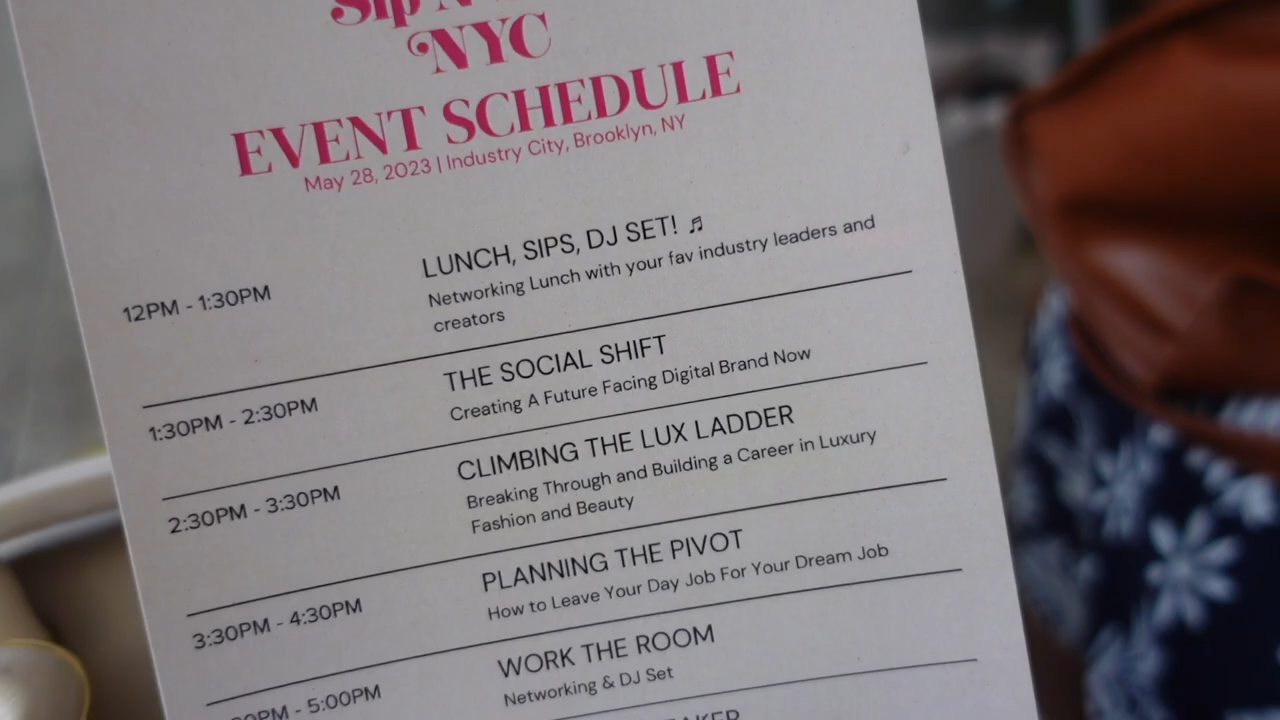 NYC
EVENT SCHEDULE
May 28, 2023 | Industry City, Brooklyn, NY
12PM - 1:30PM
LUNCH, SIPS, DJ SET! ♬
Networking Lunch with your fav industry leaders and
creators
1:30PM - 2:30PM
THE SOCIAL SHIFT
Creating A Future Facing Digital Brand Now
2:30PM - 3:30PM
CLIMBING THE LUX LADDER
Breaking Through and Building a Career in Luxury
Fashion and Beauty
3:30PM - 4:30PM
PLANNING THE PIVOT
How to Leave Your Day Job For Your Dream Job
- 5:00PM
WORK THE ROOM
Networking & DJ Set